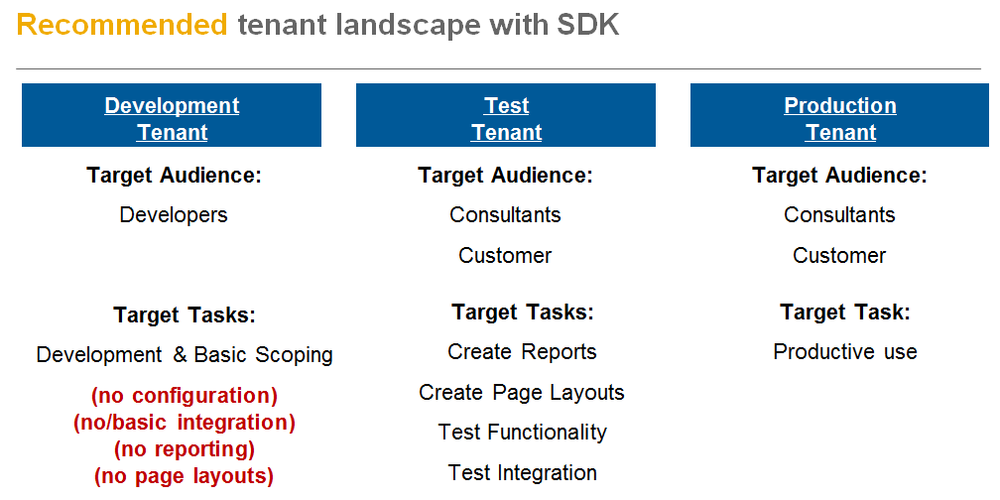 Recommended tenant landscape with SDK
Development
Tenant
Target Audience:
Developers
Target Tasks:
Development & Basic Scoping
(no configuration)
(no/basic integration)
(no reporting)
(no page layouts)
Test
Tenant
Target Audience:
Consultants
Customer
Target Tasks:
Create Reports
Create Page Layouts
Test Functionality
Test Integration
Production
Tenant
Target Audience:
Consultants
Customer
Target Task:
Productive use